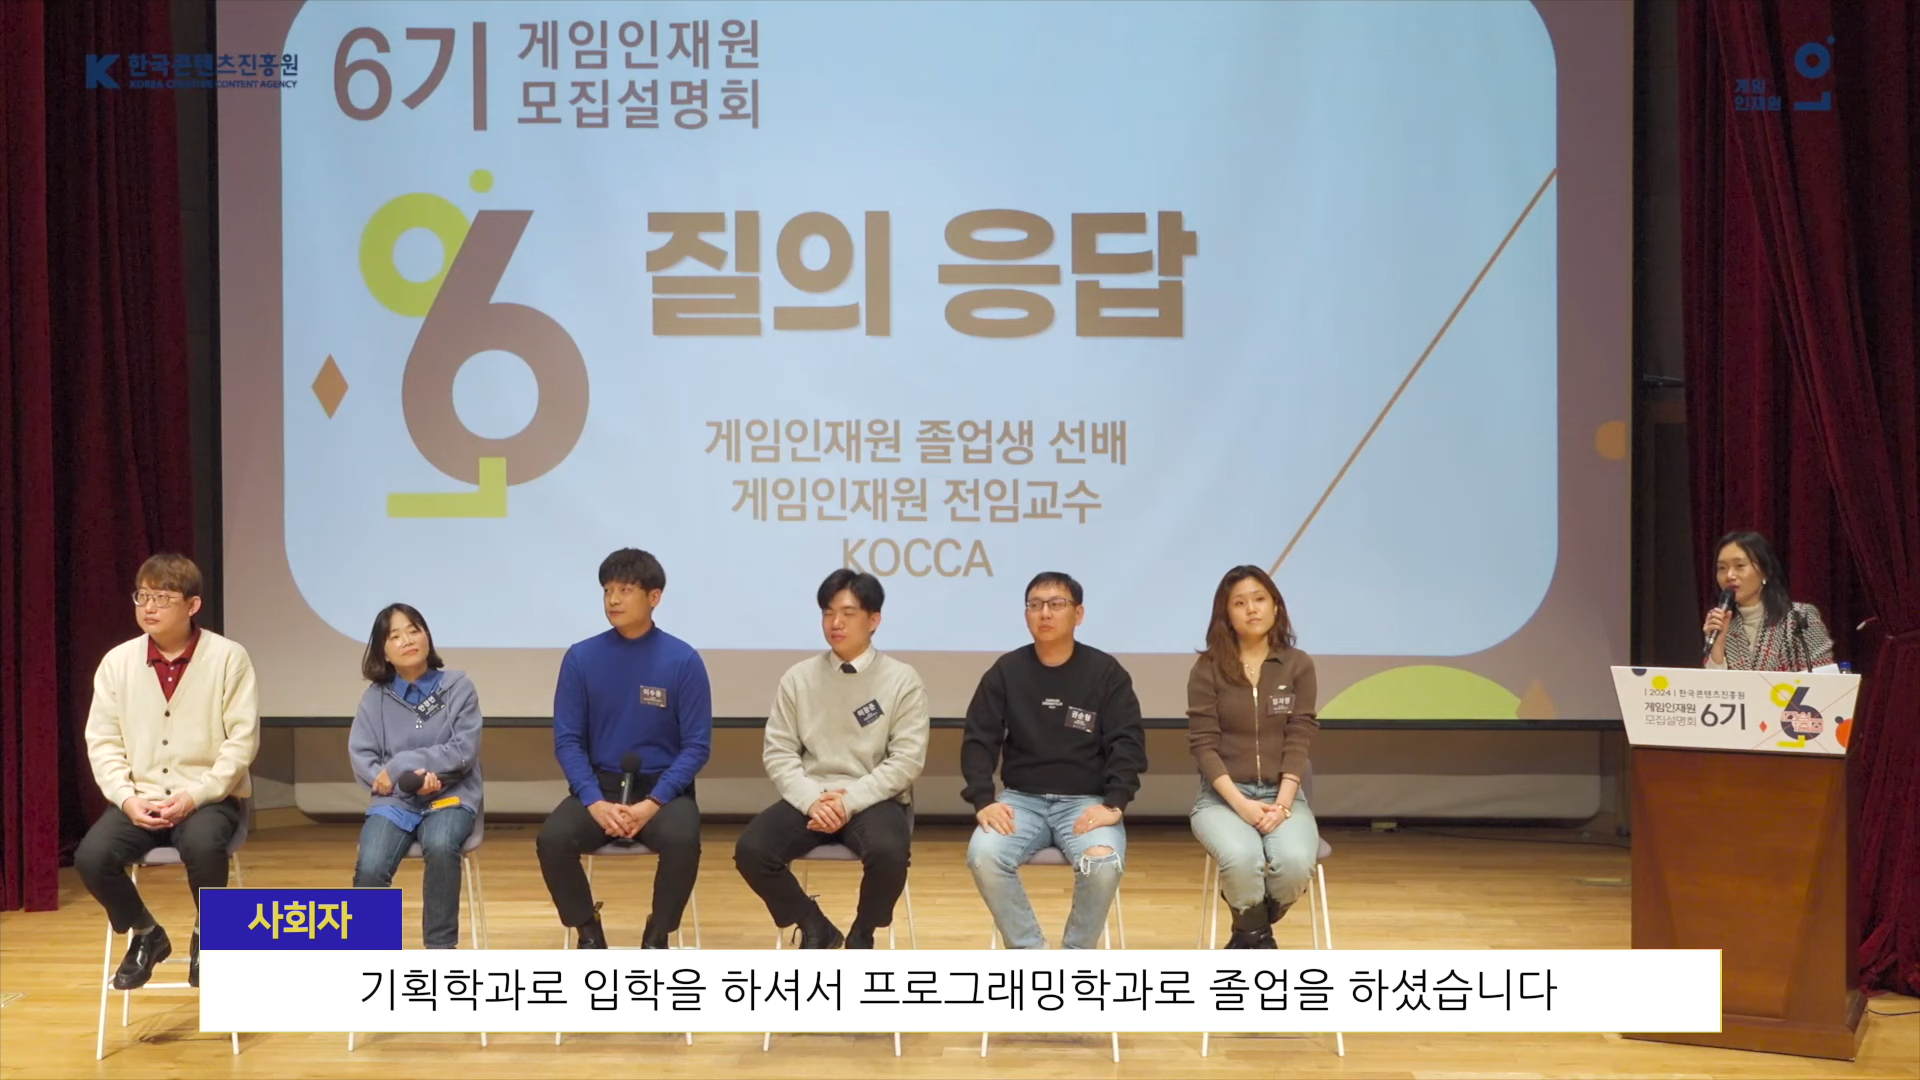 한국콘텐츠진흥원
KOREA CREATIVE CONTENT AGENCY
6기 게임인재원
모집설명회
게임
인재원
질의 응답
게임인재원 졸업생 선배
게임인재원 전임교수
KOCCA
| 2024 | 한국콘텐츠진흥원
게임인재원
모집설명회 6기
사회자
기획학과로 입학을 하셔서 프로그래밍학과로 졸업을 하셨습니다